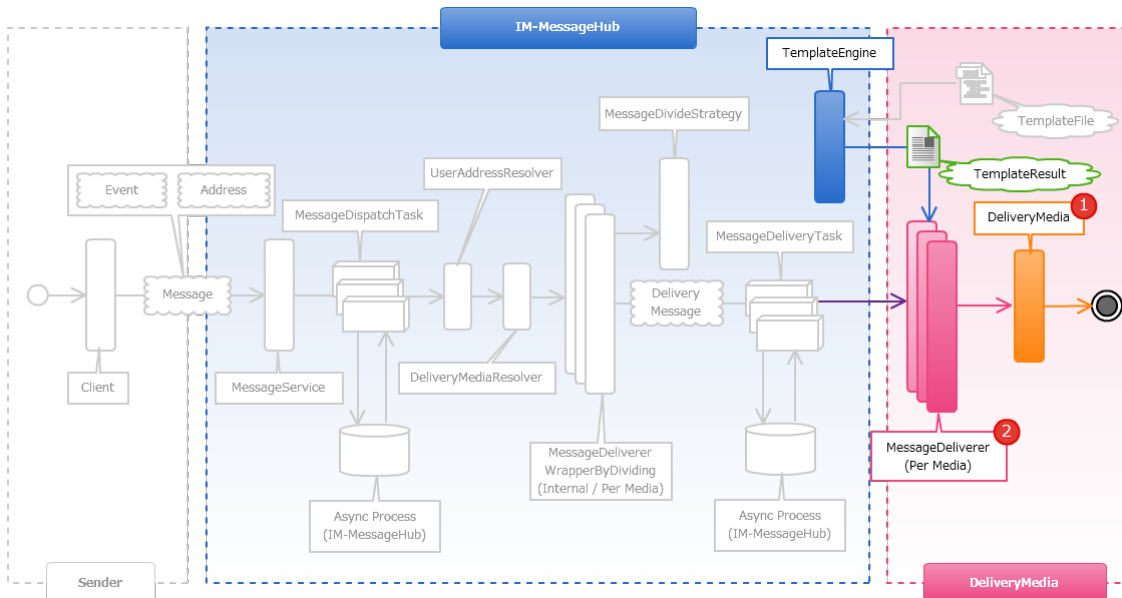 IM-MessageHub
TemplateEngine
TemplateFile
MessageDivideStrategy
TemplateResult
UserAddressResolver
Event
Address
1
DeliveryMedia
MessageDispatchTask
MessageDeliveryTask
Message
Delivery
Message
Client
MessageService
DeliveryMediaResolver
2
MessageDeliverer
(Per Media)
MessageDeliverer
WrapperByDividing
(Internal / Per Media)
Async Process
(IM-MessageHub)
Async Process
(IM-MessageHub)
Sender
DeliveryMedia